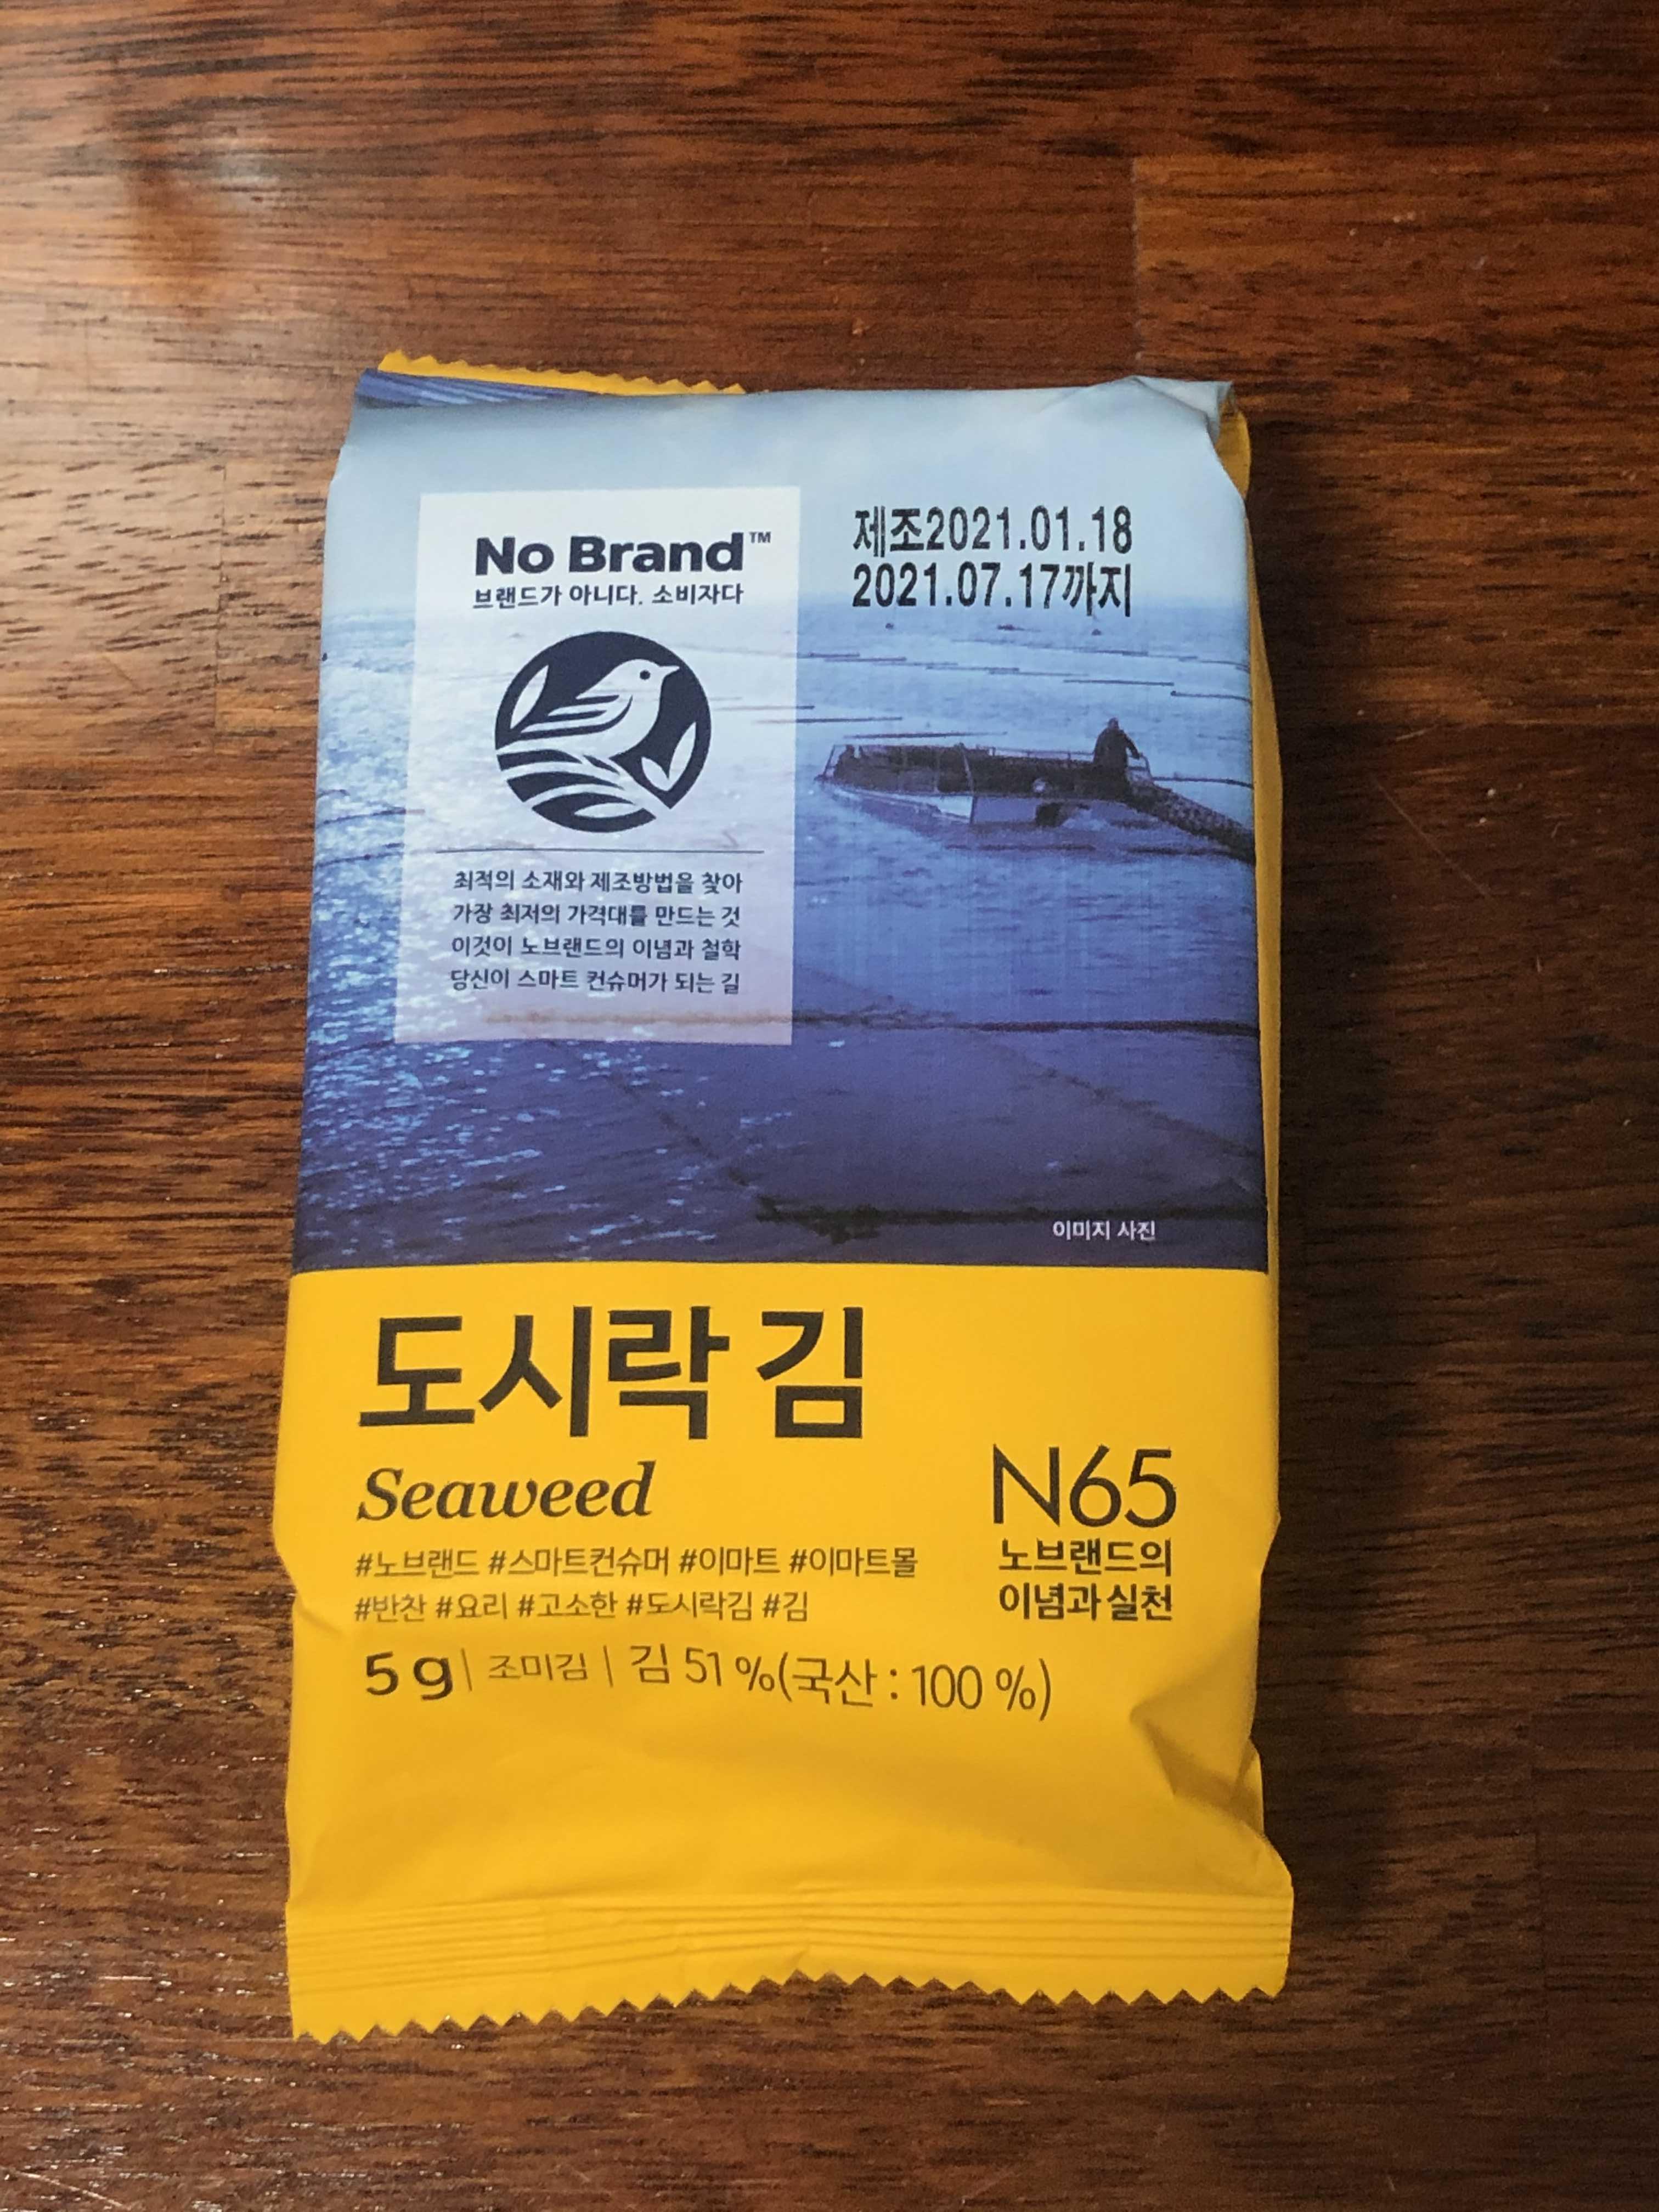 No Brand™
브랜드가 아니다. 소비자다
제조2021.01.18
2021.07.17까지
최적의 소재와 제조방법을 찾아
가장 최저의 가격대를 만드는 것
이것이 노브랜드의 이념과 철학
당신이 스마트 컨슈머가 되는 길
이미지 사진
도시락 김
Seaweed
#노브랜드 #스마트컨슈머 #이마트 #이마트몰
#반찬 #요리 #고소한 #도시락김 #김
N65
노브랜드의
이념과 실천
5 g| 조미김 | 김 51 %(국산 : 100 %)